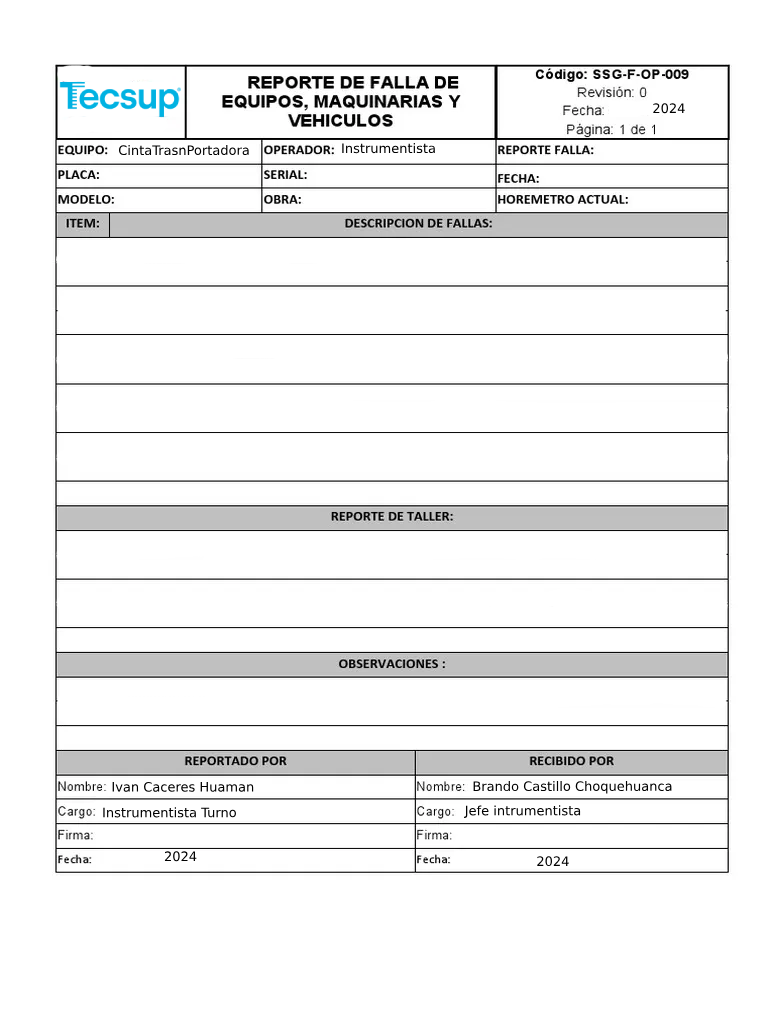 Tecsup
REPORTE DE FALLA DE
EQUIPOS, MAQUINARIAS Y
VEHICULOS
Código: SSG-F-OP-009
Revisión: 0
Fecha: 2024
Página: 1 de 1
EQUIPO: CintaTrasnPortadora OPERADOR: Instrumentista REPORTE FALLA:
PLACA: SERIAL: FECHA:
MODELO: OBRA: HOREMETRO ACTUAL:
ITEM: DESCRIPCION DE FALLAS:
REPORTE DE TALLER:
OBSERVACIONES :
REPORTADO POR RECIBIDO POR
Nombre: Ivan Caceres Huaman Nombre: Brando Castillo Choquehuanca
Cargo: Instrumentista Turno Cargo: Jefe intrumentista
Firma: Firma:
Fecha: 2024 Fecha: 2024